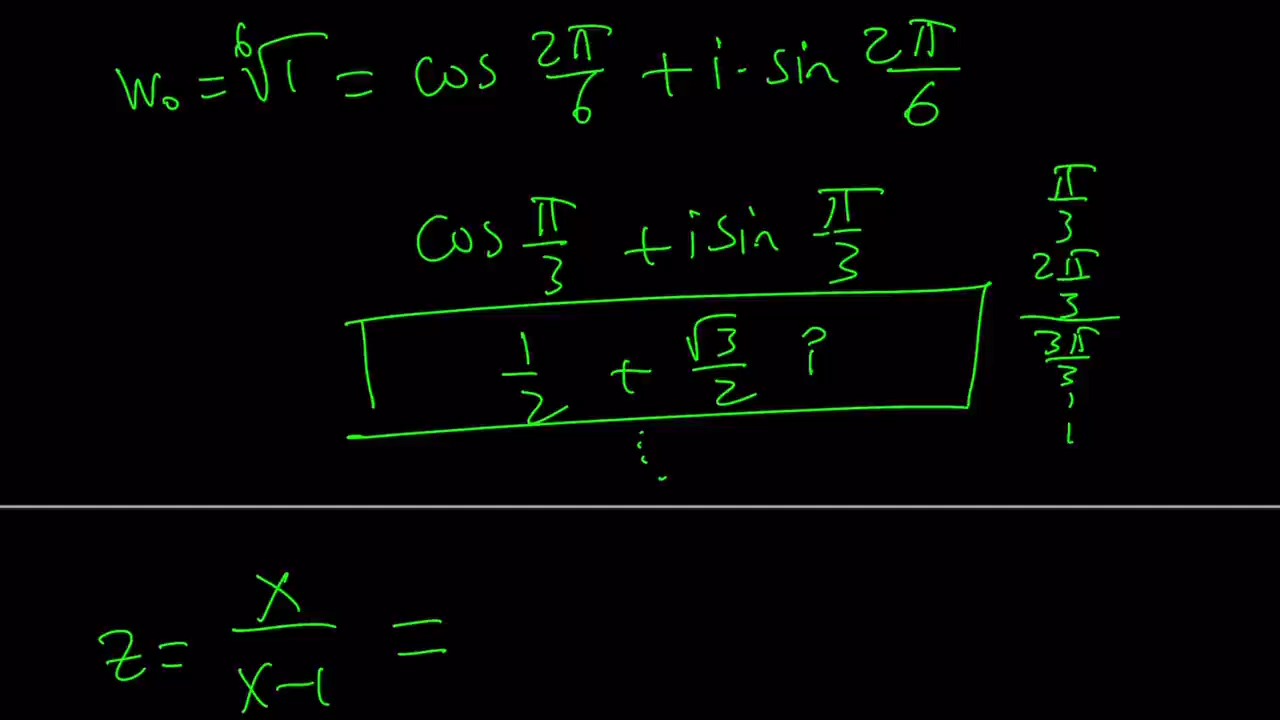 w₀ = ⁶√1 = cos 2π/6 + i · sin 2π/6
cos π/3 + i sin π/3
1/2 + √3/2 i
π/3
2π/3
3π/3
z = x/(x-1) =